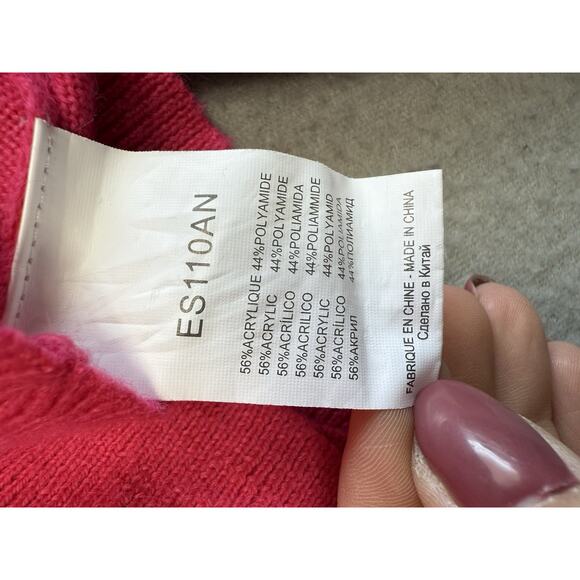 ES110AN
56%ACRYLIQUE 44%POLYAMIDE
56%ACRYLIC 44%POLYAMIDE
56%ACRÍLICO 44%POLIAMIDA
56%ACRILICO 44%POLIAMMIDE
56%ACRYLIC 44%POLYAMID
56%ACRÍLICO 44%POLIAMIDA
56%АКРИЛ 44%ПОЛИАМИД
FABRIQUE EN CHINE - MADE IN CHINA
Сделано в Китай